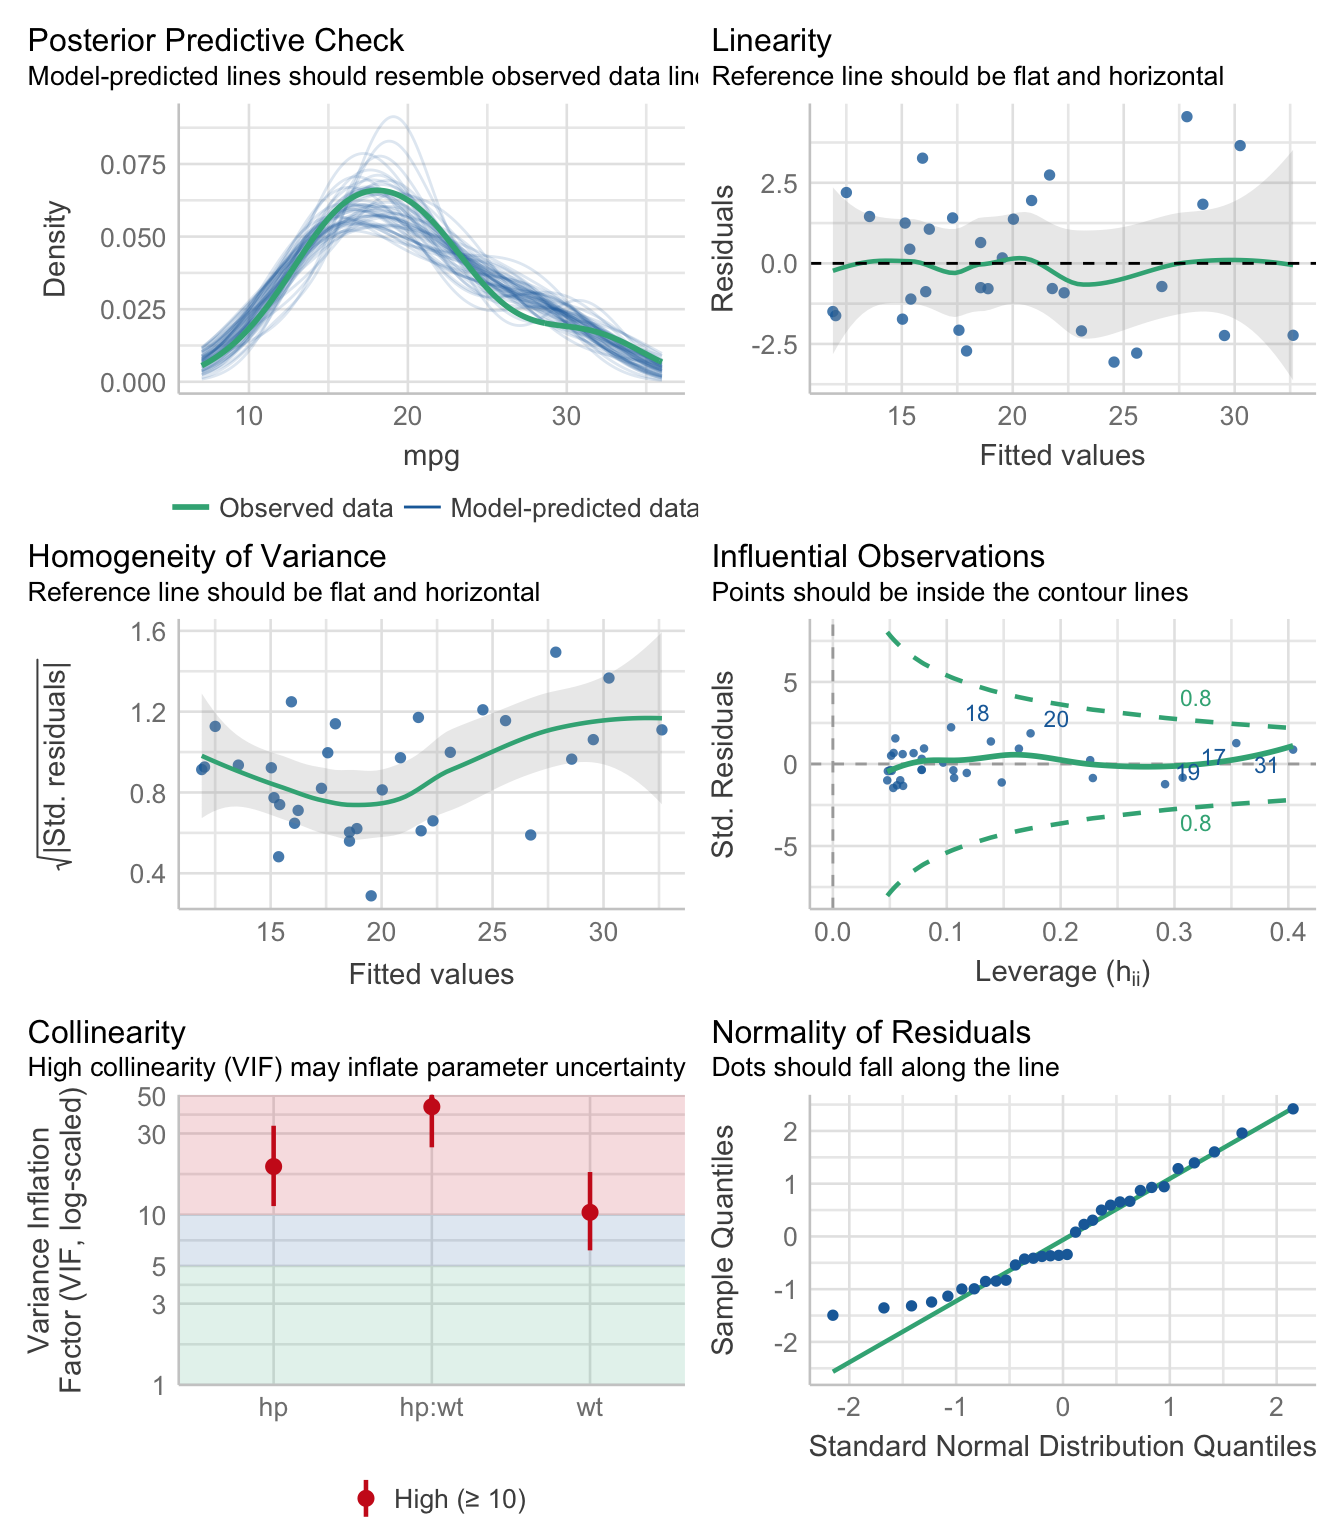 Posterior Predictive Check
Model-predicted lines should resemble observed data line
Density
0.075
0.050
0.025
0.000
10 20 30
mpg
Observed data Model-predicted data
Linearity
Reference line should be flat and horizontal
Residuals
2.5
0.0
-2.5
15 20 25 30
Fitted values
Homogeneity of Variance
Reference line should be flat and horizontal
√|Std. residuals|
1.6
1.2
0.8
0.4
15 20 25 30
Fitted values
Influential Observations
Points should be inside the contour lines
Std. Residuals
5
0
-5
0.8
18
20
17
19
31
0.8
0.0 0.1 0.2 0.3 0.4
Leverage (hii)
Collinearity
High collinearity (VIF) may inflate parameter uncertainty
Variance Inflation
Factor (VIF, log-scaled)
50
30
10
5
3
1
hp hp:wt wt
High (≥ 10)
Normality of Residuals
Dots should fall along the line
Sample Quantiles
2
1
0
-1
-2
-2 -1 0 1 2
Standard Normal Distribution Quantiles